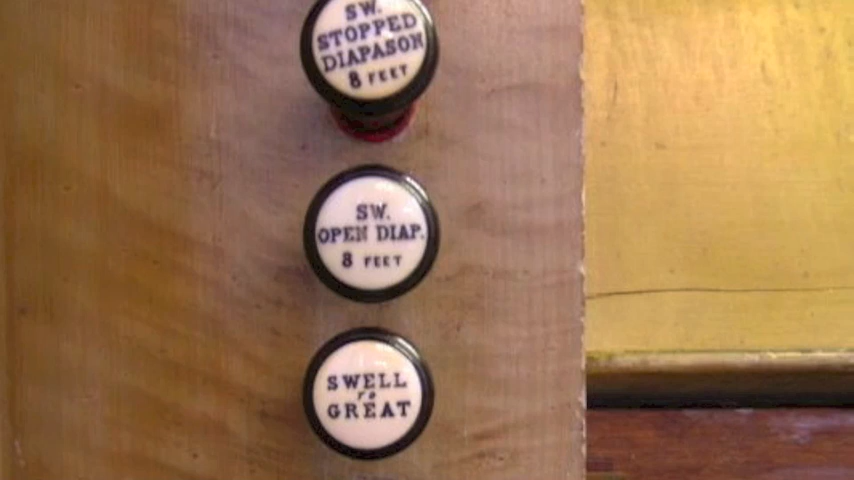 SW.
STOPPED
DIAPASON
8 FEET
SW.
OPEN DIAP.
8 FEET
SWELL
TO
GREAT